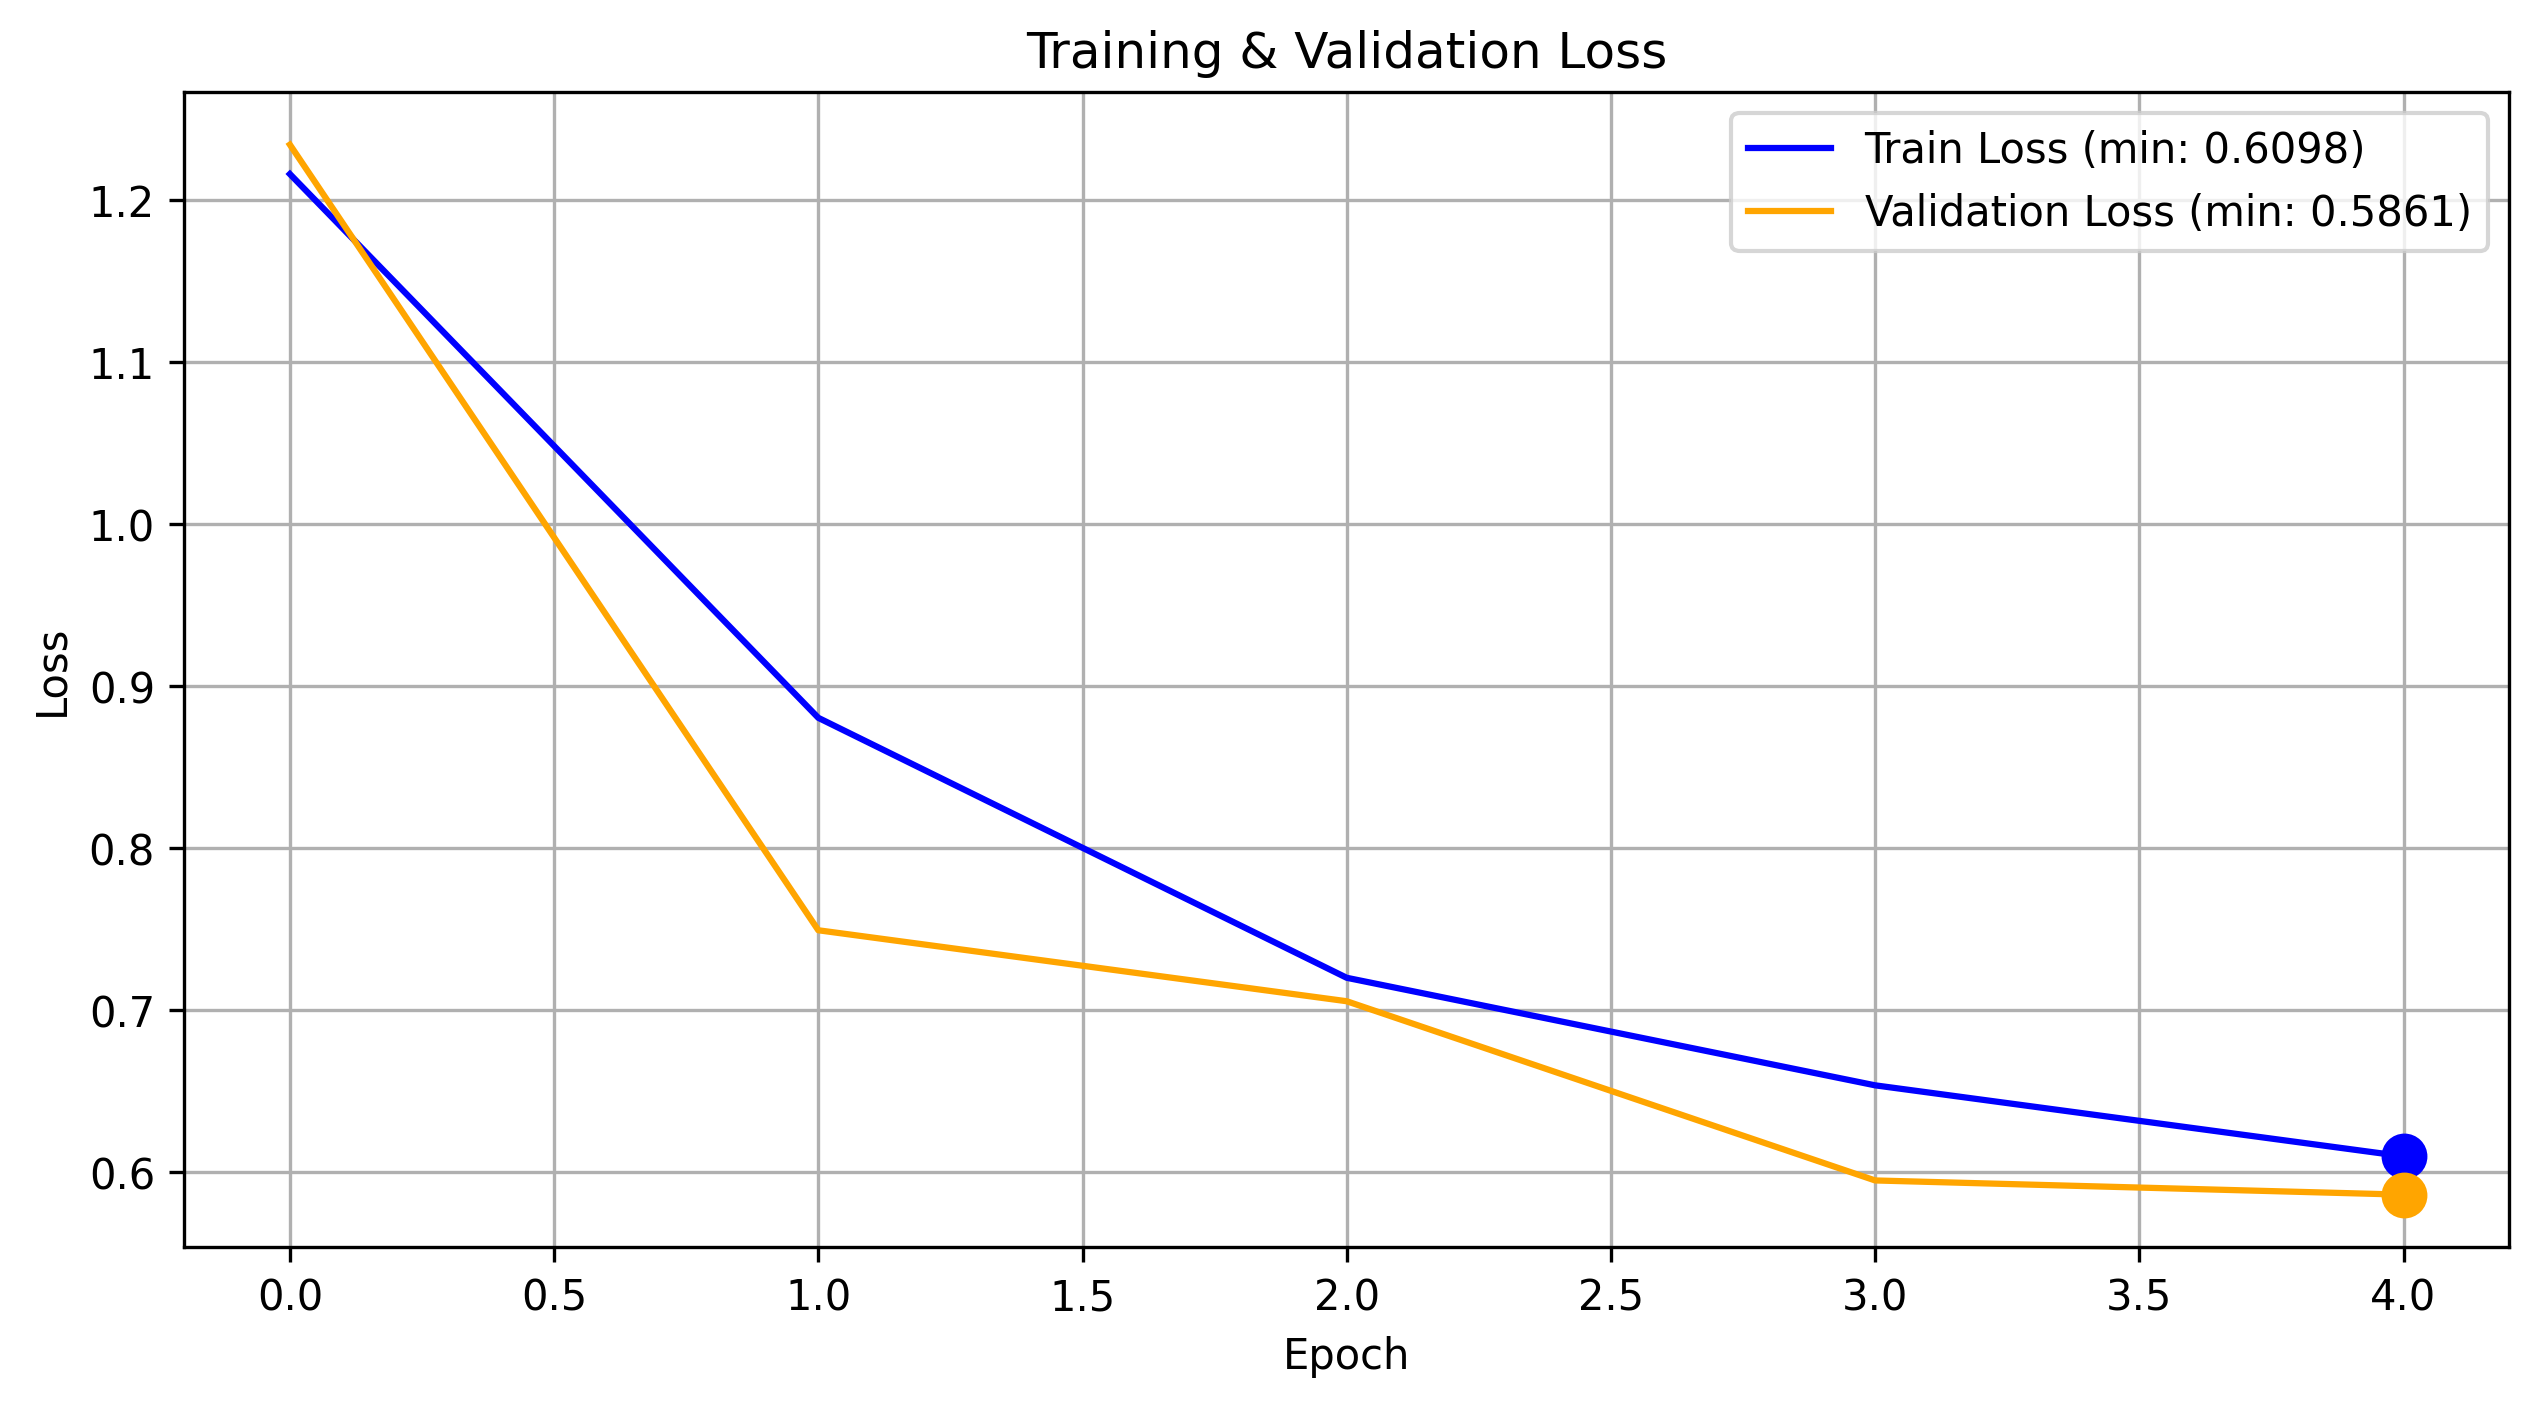 Training & Validation Loss
Train Loss (min: 0.6098)
Validation Loss (min: 0.5861)
Loss
1.2
1.1
1.0
0.9
0.8
0.7
0.6
0.0 0.5 1.0 1.5 2.0 2.5 3.0 3.5 4.0
Epoch